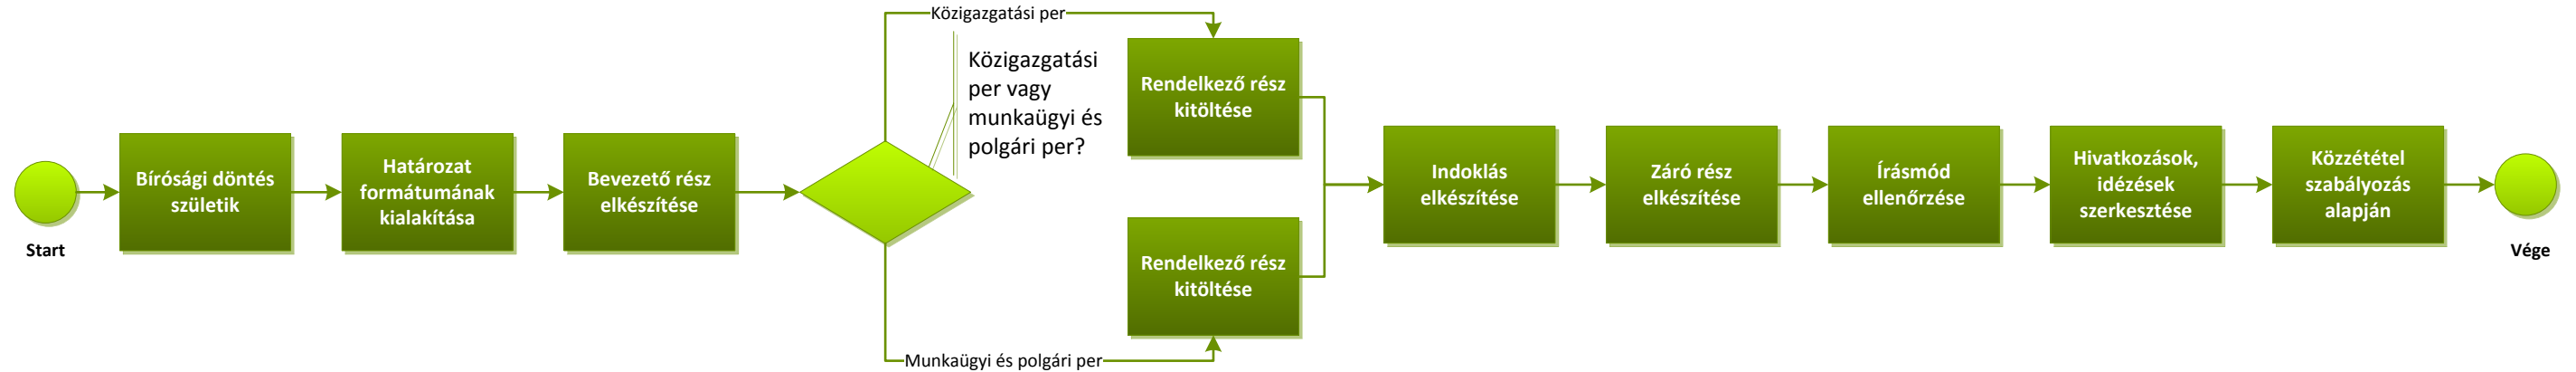 Start
Bírósági döntés
születik
Határozat
formátumának
kialakítása
Bevezető rész
elkészítése
Közigazgatási per
Közigazgatási
per vagy
munkaügyi és
polgári per?
Munkaügyi és polgári per
Rendelkező rész
kitöltése
Rendelkező rész
kitöltése
Indoklás
elkészítése
Záró rész
elkészítése
Írásmód
ellenőrzése
Hivatkozások,
idézések
szerkesztése
Közzététel
szabályozás
alapján
Vége